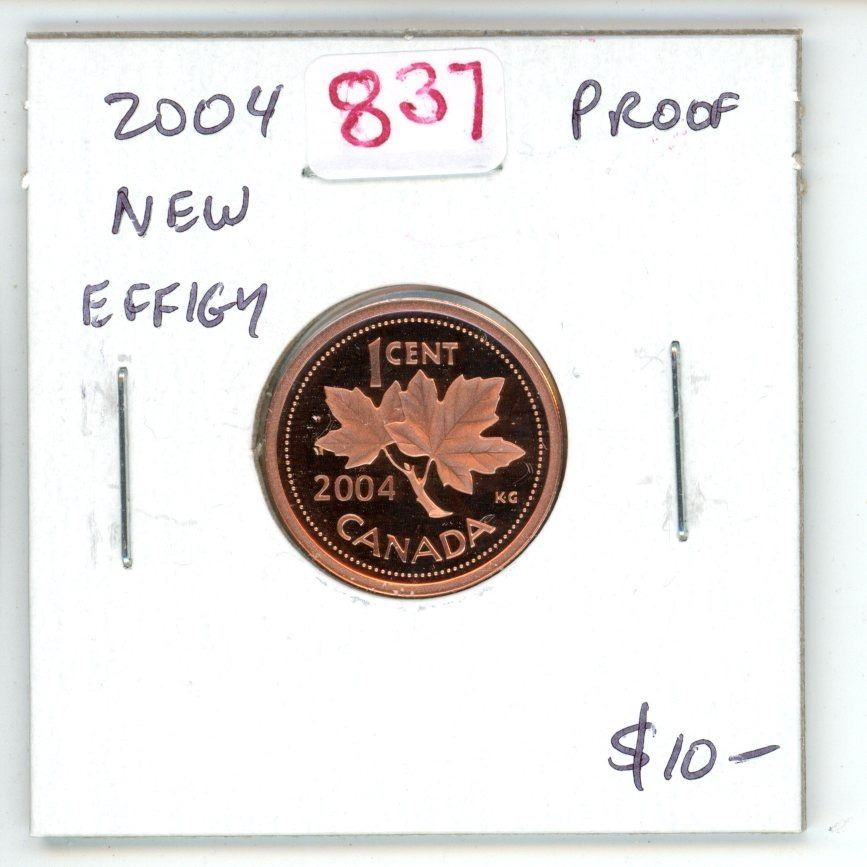 2004 837 PROOF
NEW
EFFIGY
1 CENT
2004 KG
CANADA
$10-